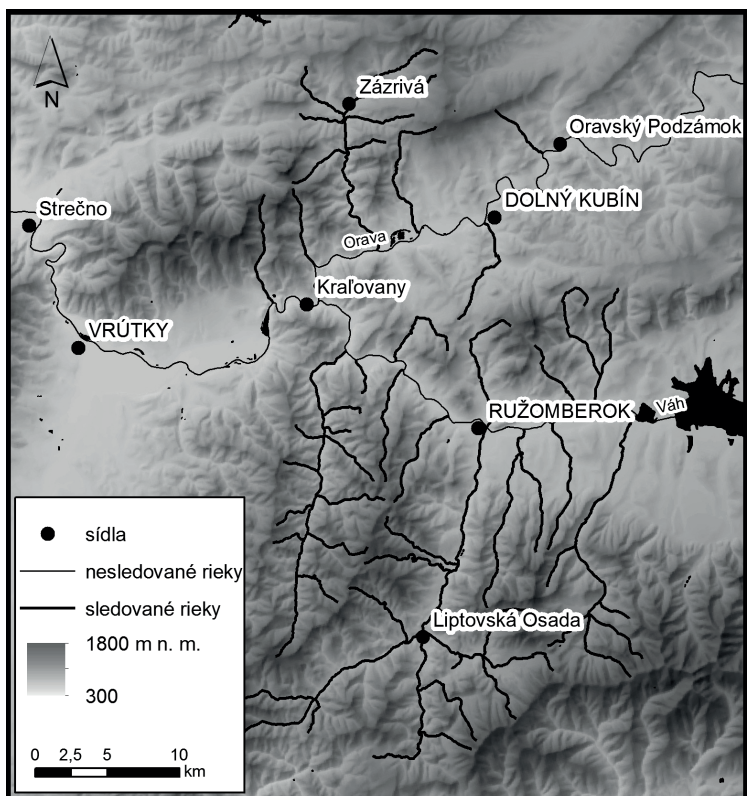 N
Zázrivá
Oravský Podzámok
Strečno
DOLNÝ KUBÍN
Orava
Kraľovany
VRÚTKY
RUŽOMBEROK
Váh
Liptovská Osada
sídla
nesledované rieky
sledované rieky
1800 m n. m.
300
0 2,5 5 10
km